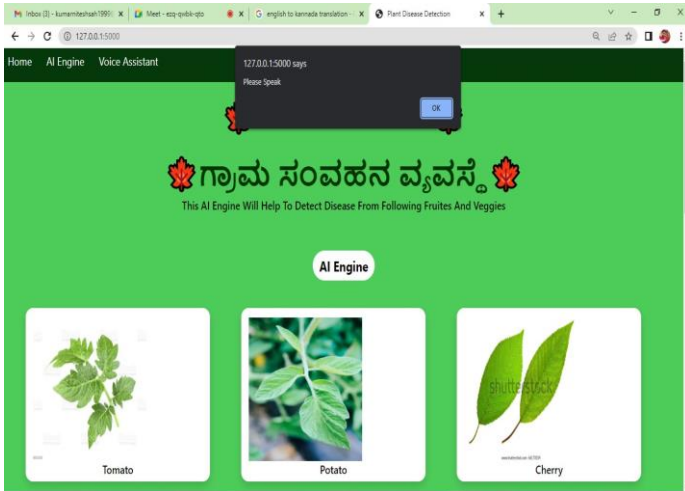 Inbox (3) - kumarniteshsah1999
Meet - ezq-qvibk-qto
english to kannada translation -
Plant Disease Detection
127.0.0.1:5000
Home AI Engine Voice Assistant
127.0.0.1:5000 says
Please Speak
OK
ಗ್ರಾಮ ಸಂವಹನ ವ್ಯವಸ್ಥೆ
This AI Engine Will Help To Detect Disease From Following Fruites And Veggies
AI Engine
shutterstock
Tomato
Potato
Cherry